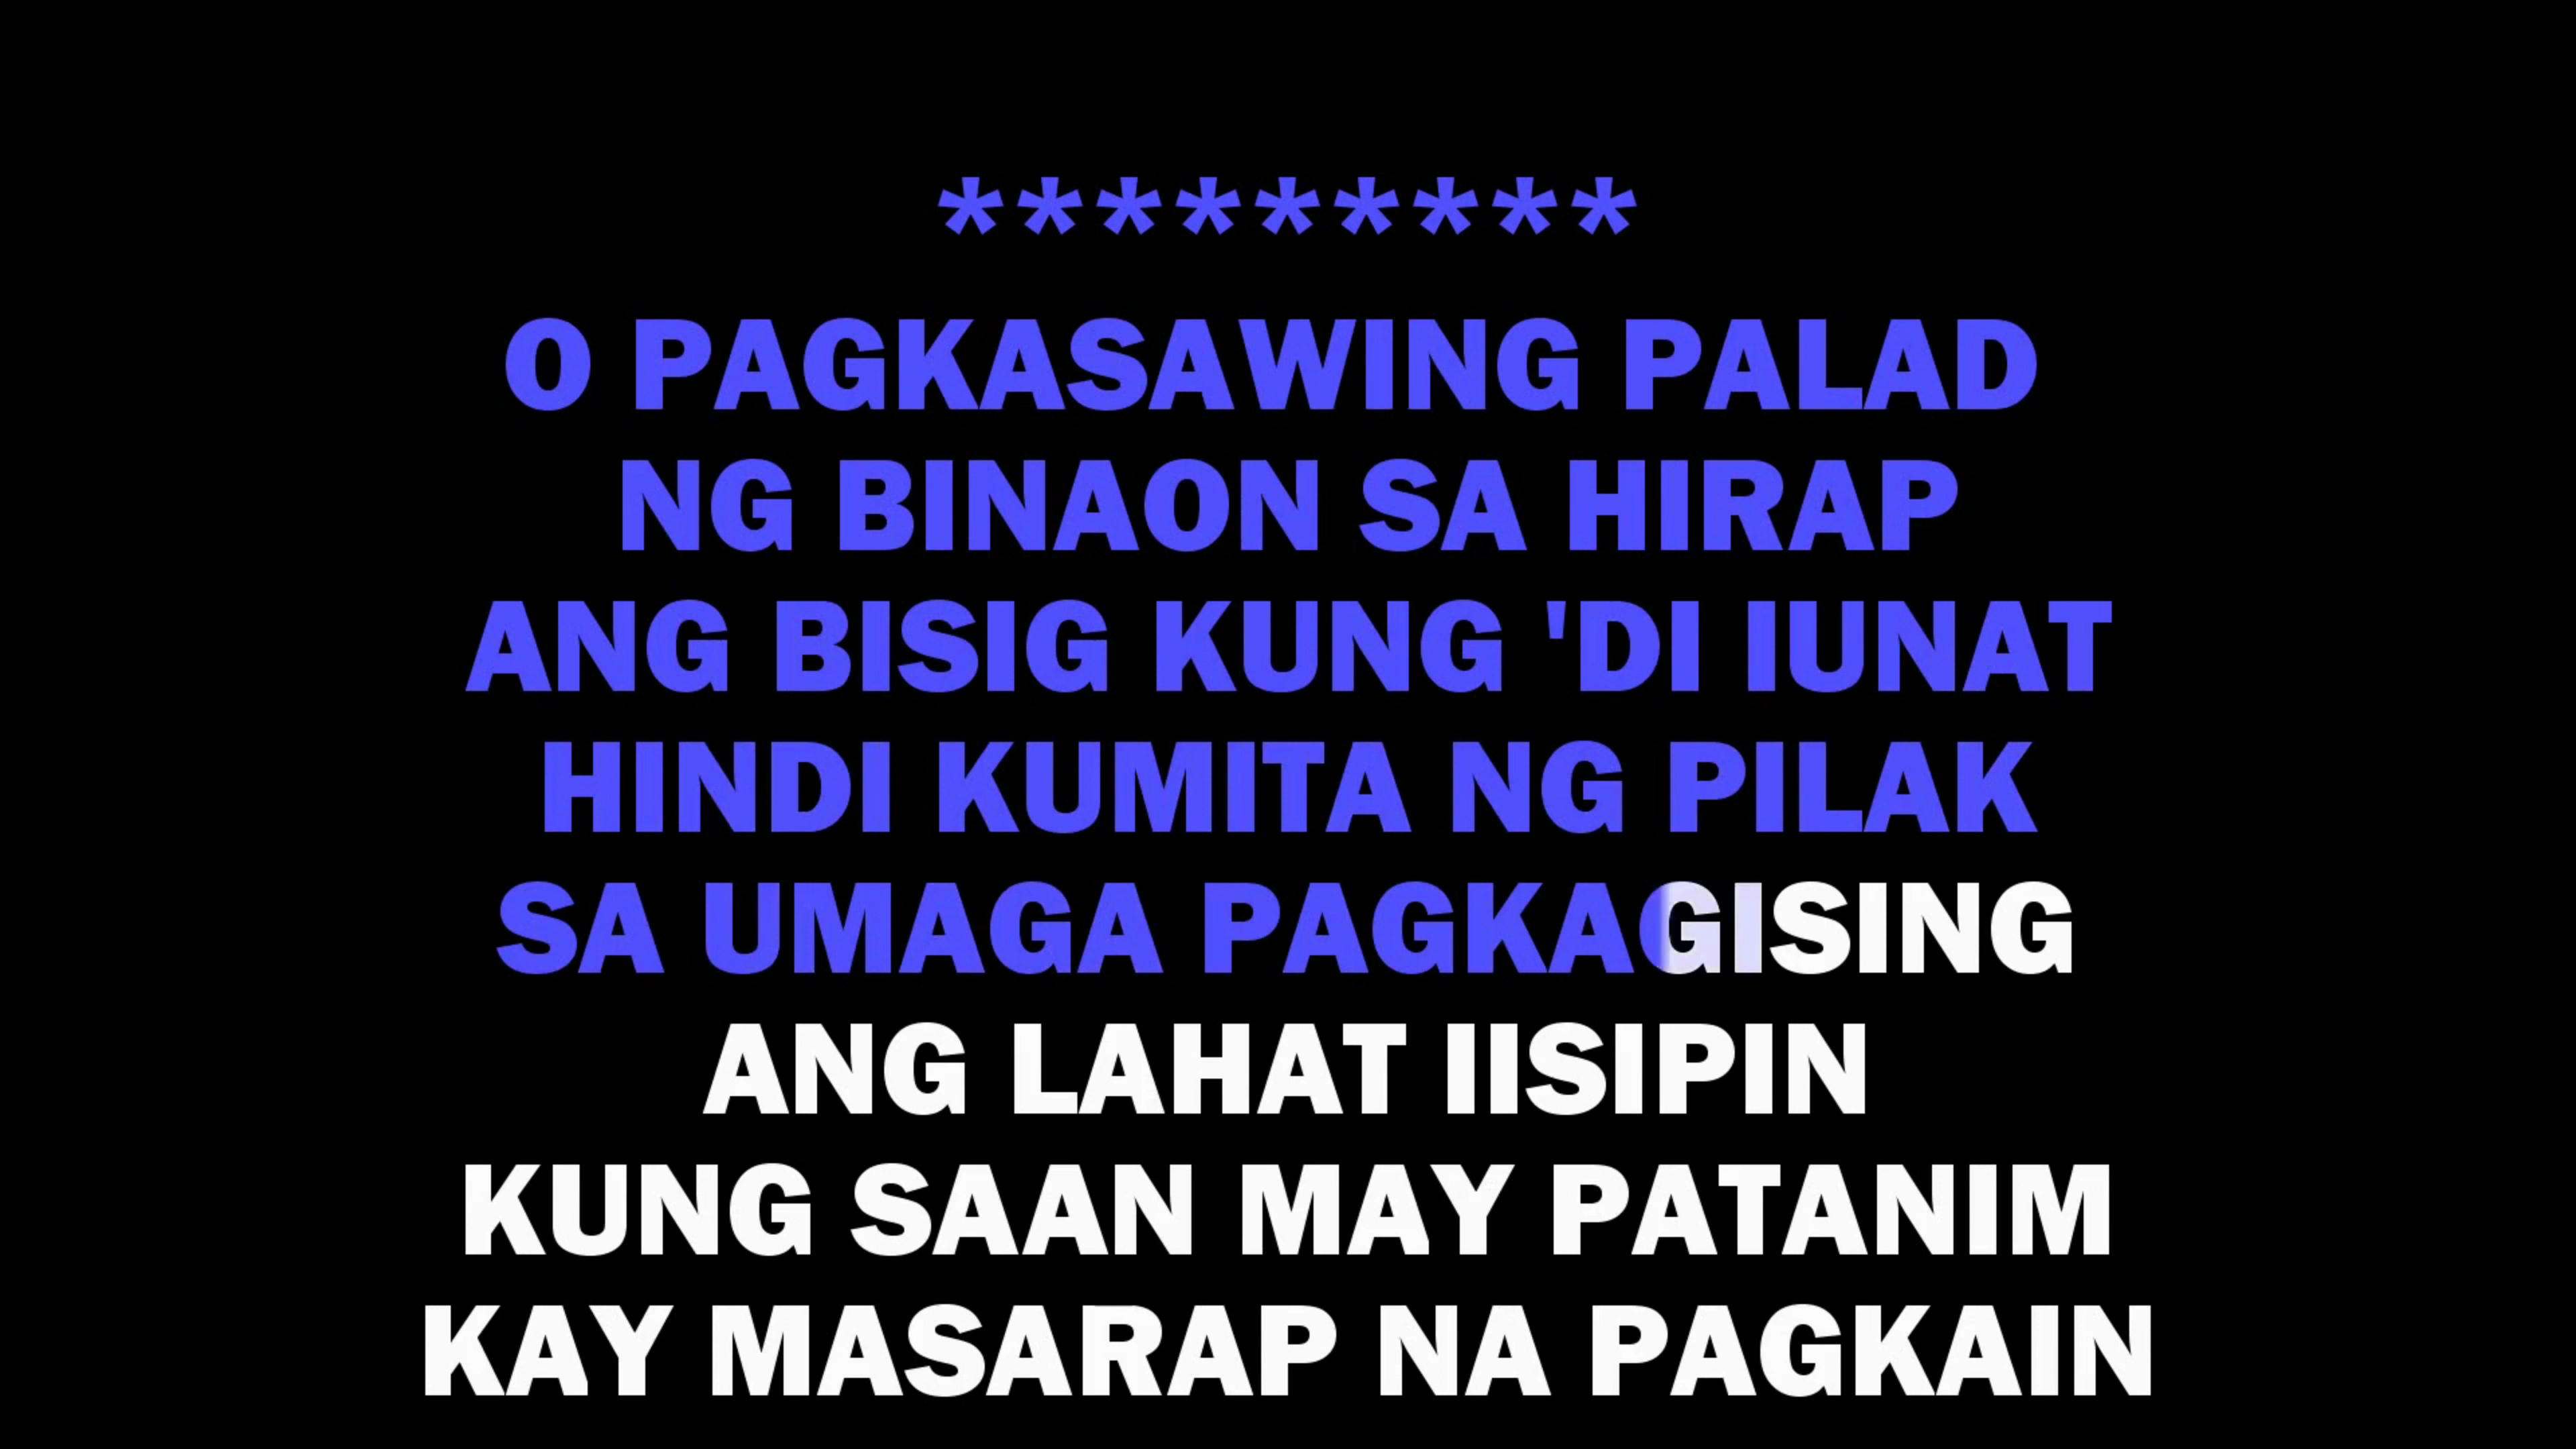 *********
O PAGKASAWING PALAD
NG BINAON SA HIRAP
ANG BISIG KUNG 'DI IUNAT
HINDI KUMITA NG PILAK
SA UMAGA PAGKAGISING
ANG LAHAT IISIPIN
KUNG SAAN MAY PATANIM
KAY MASARAP NA PAGKAIN